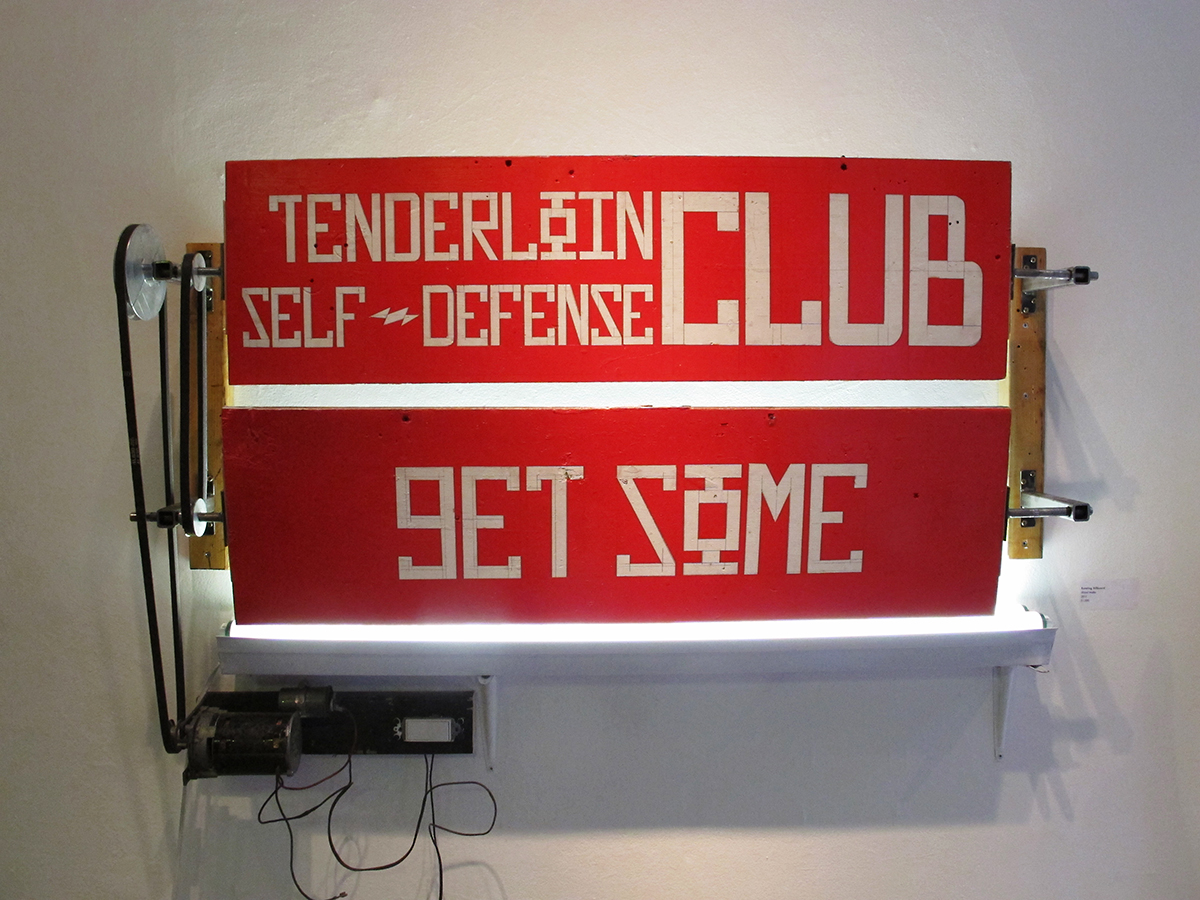 TENDERLOIN CLUB
SELF DEFENSE
GET SOME